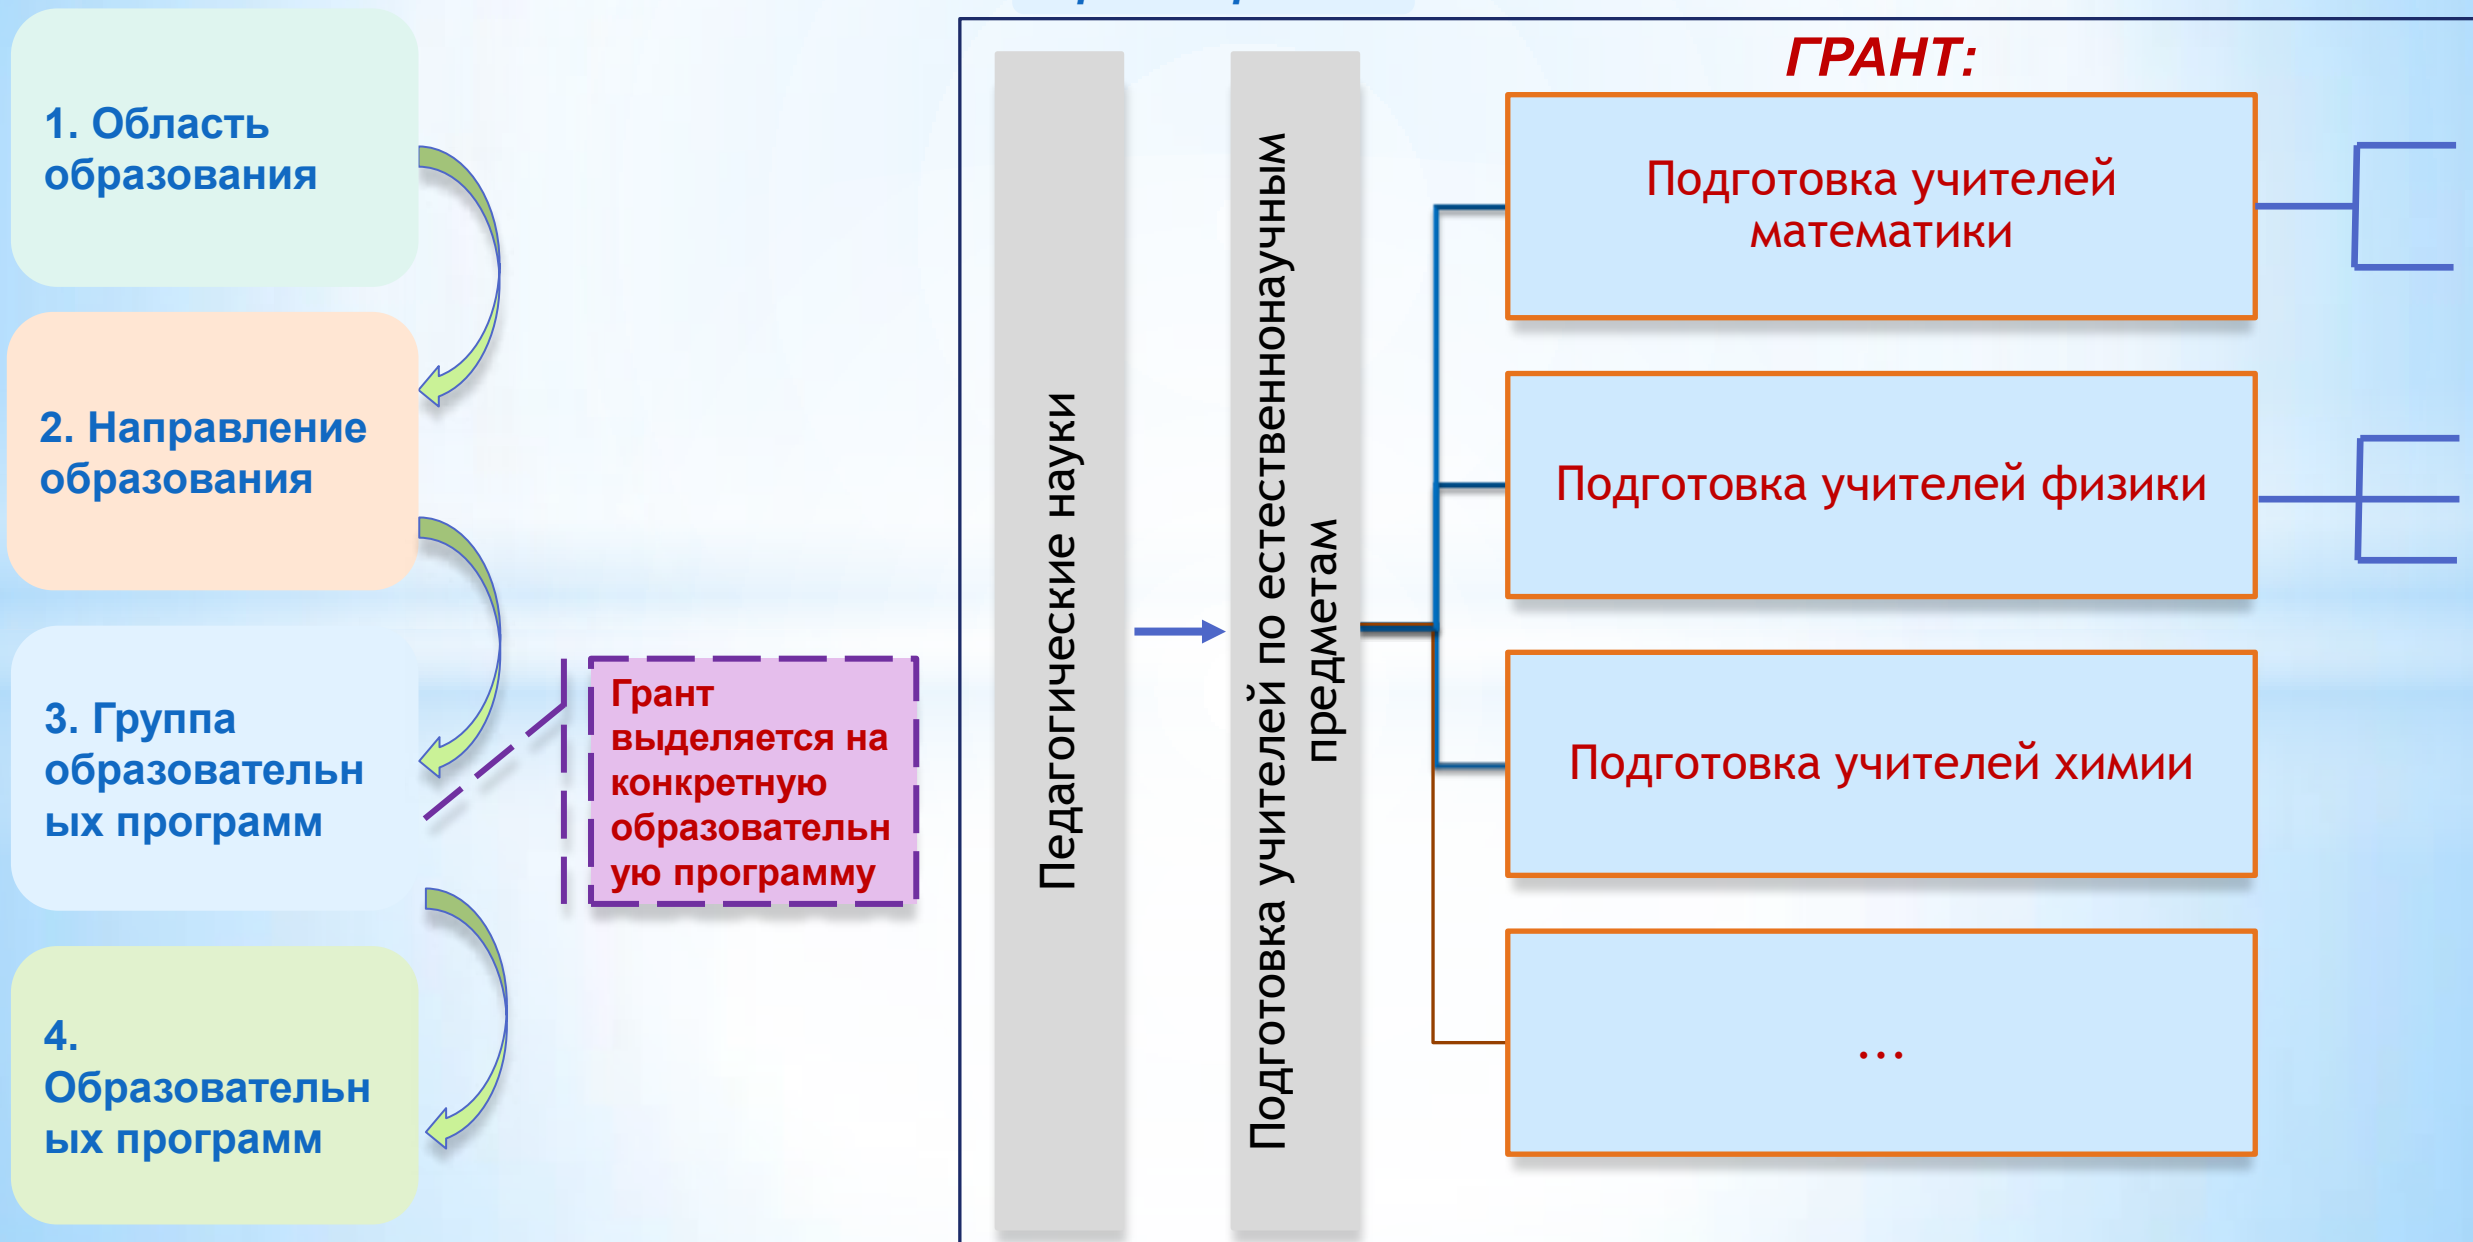 1. Область
образования
2. Направление
образования
3. Группа
образовательн
ых программ
4.
Образовательн
ых программ
Грант
выделяется на
конкретную
образовательн
ую программу
Педагогические науки
Подготовка учителей по естественнонаучным
предметам
ГРАНТ:
Подготовка учителей
математики
Подготовка учителей физики
Подготовка учителей химии
...